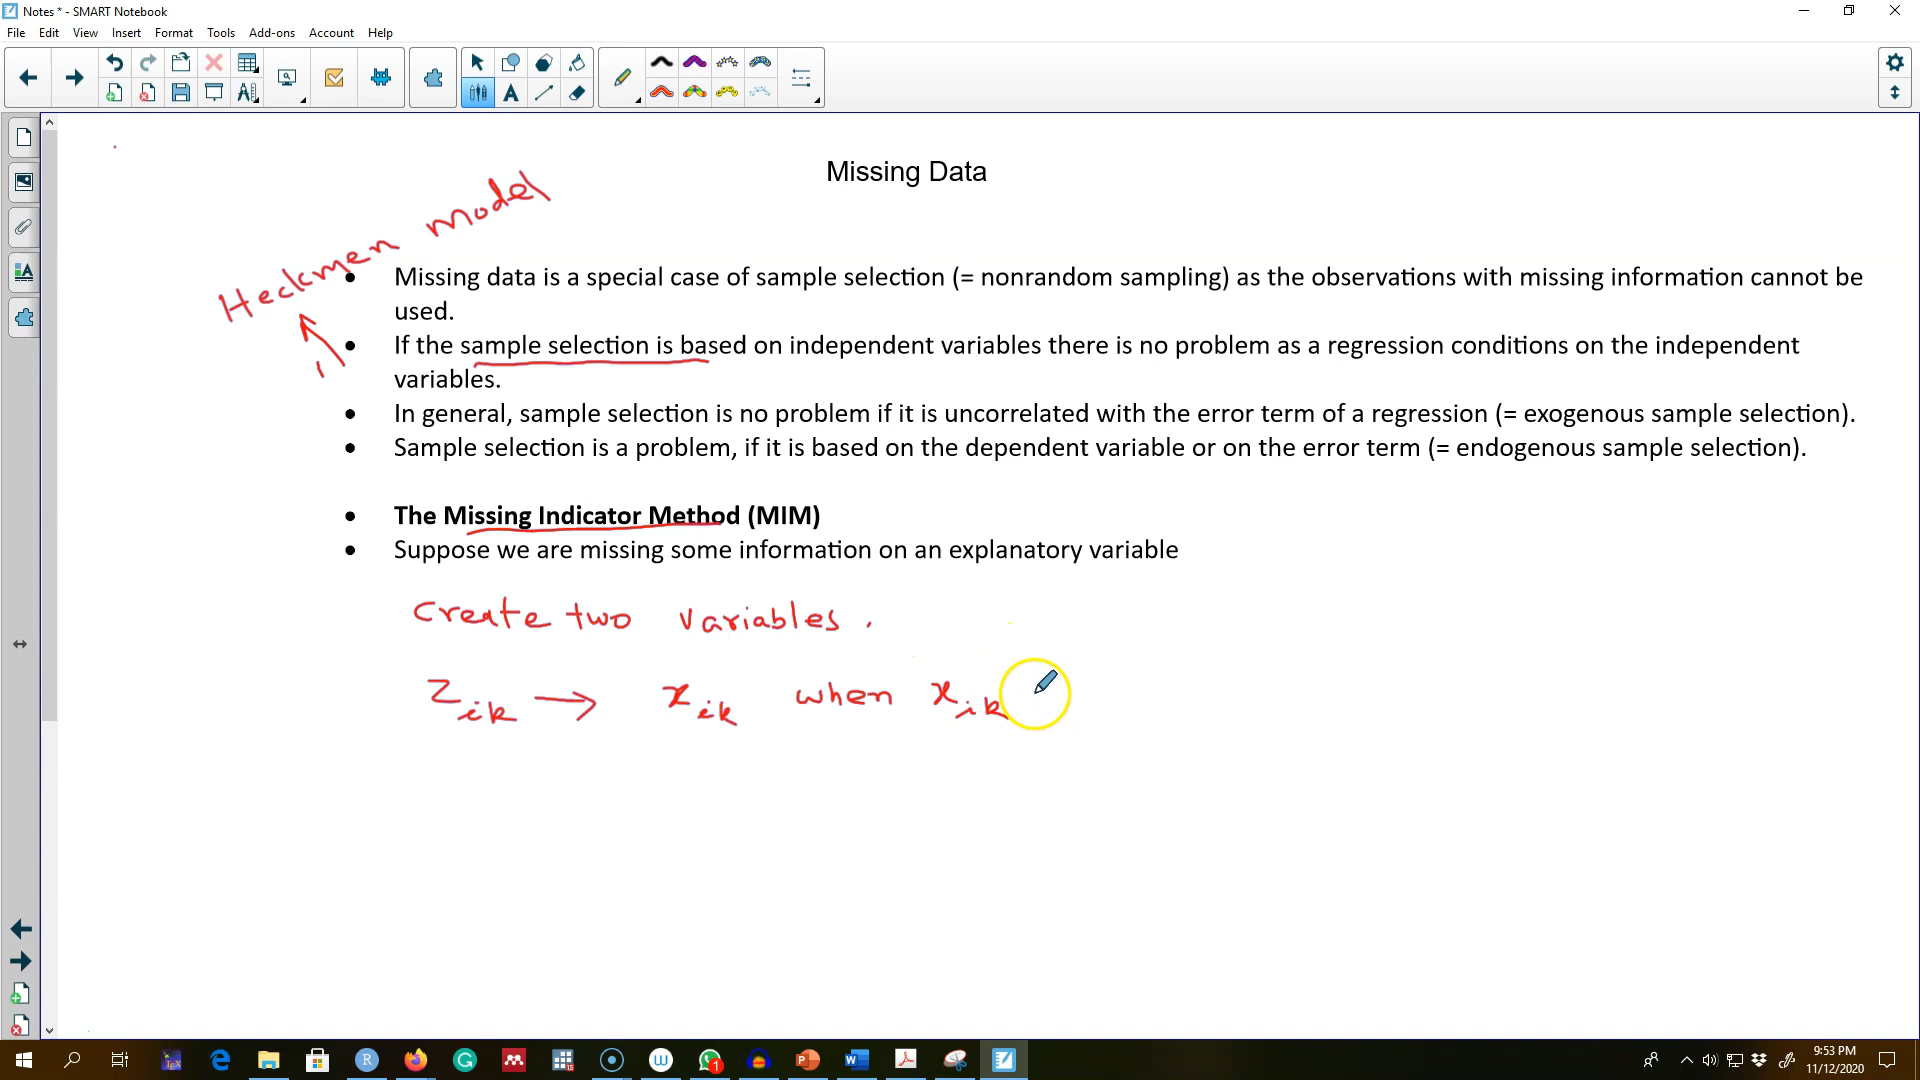 Notes * - SMART Notebook
File Edit View Insert Format Tools Add-ons Account Help
Missing Data
Heckmen model
• Missing data is a special case of sample selection (= nonrandom sampling) as the observations with missing information cannot be
used.
• If the sample selection is based on independent variables there is no problem as a regression conditions on the independent
variables.
• In general, sample selection is no problem if it is uncorrelated with the error term of a regression (= exogenous sample selection).
• Sample selection is a problem, if it is based on the dependent variable or on the error term (= endogenous sample selection).
• The Missing Indicator Method (MIM)
• Suppose we are missing some information on an explanatory variable
Create two variables.
Zik → xik when xik
9:53 PM
11/12/2020